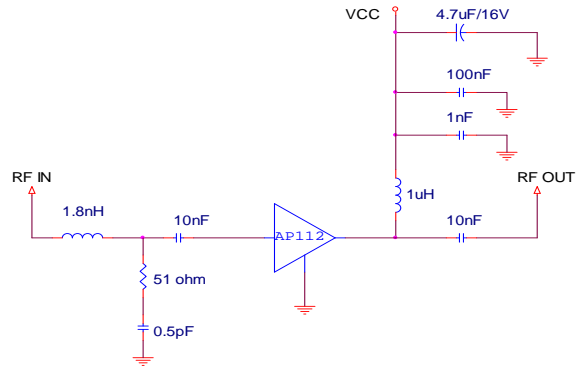 VCC
4.7uF/16V
100nF
1nF
RF IN
1uH
RF OUT
1.8nH
10nF
AP112
10nF
51 ohm
0.5pF